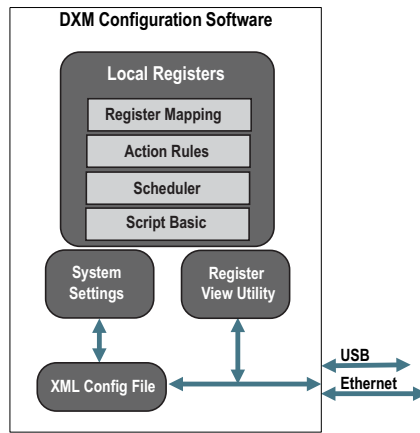 DXM Configuration Software
Local Registers
Register Mapping
Action Rules
Scheduler
Script Basic
System
Settings
Register
View Utility
XML Config File
USB
Ethernet